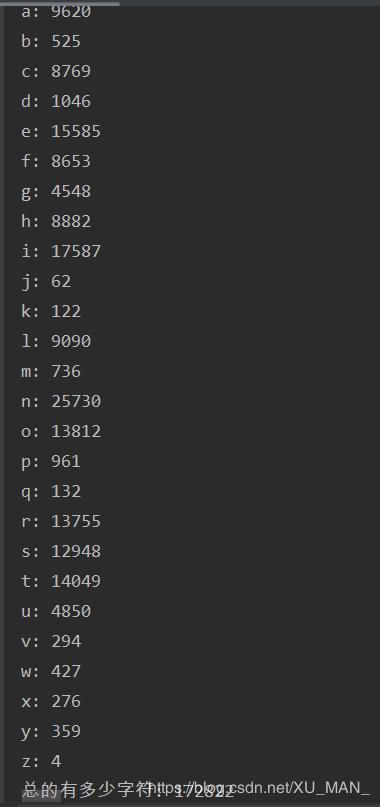 a: 9620
b: 525
c: 8769
d: 1046
e: 15585
f: 8653
g: 4548
h: 8882
i: 17587
j: 62
k: 122
l: 9090
m: 736
n: 25730
o: 13812
p: 961
q: 132
r: 13755
s: 12948
t: 14049
u: 4850
v: 294
w: 427
x: 276
y: 359
z: 4
总的有多少字符: 172822
https://blog.csdn.net/XU_MAN_